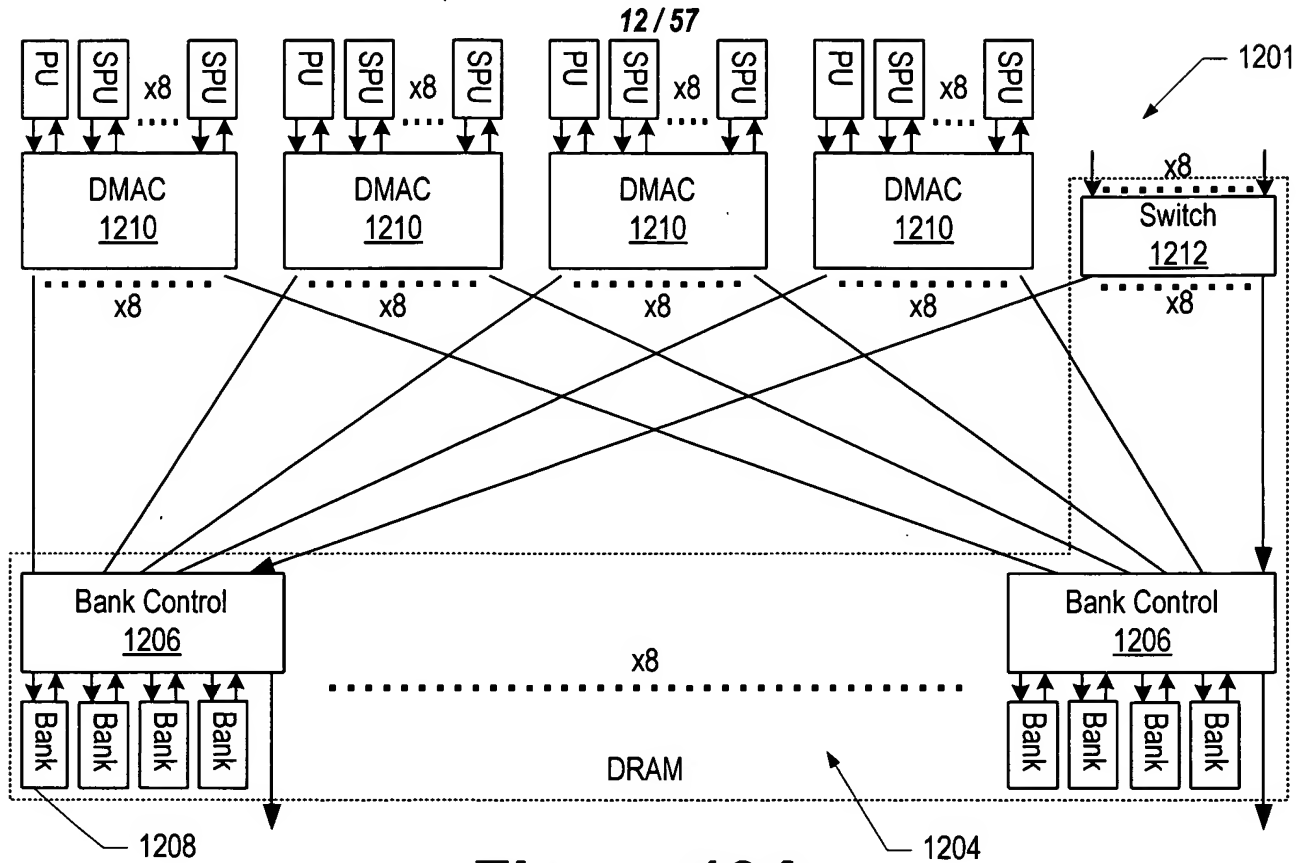 12 / 57
PU SPU x8 SPU PU SPU x8 SPU PU SPU x8 SPU PU SPU x8 SPU
1201
DMAC DMAC DMAC DMAC
1210 1210 1210 1210
x8
Switch
1212
x8 x8 x8 x8 x8
Bank Control Bank Control
1206 1206
x8
Bank Bank Bank Bank Bank Bank Bank Bank
DRAM
1208 1204